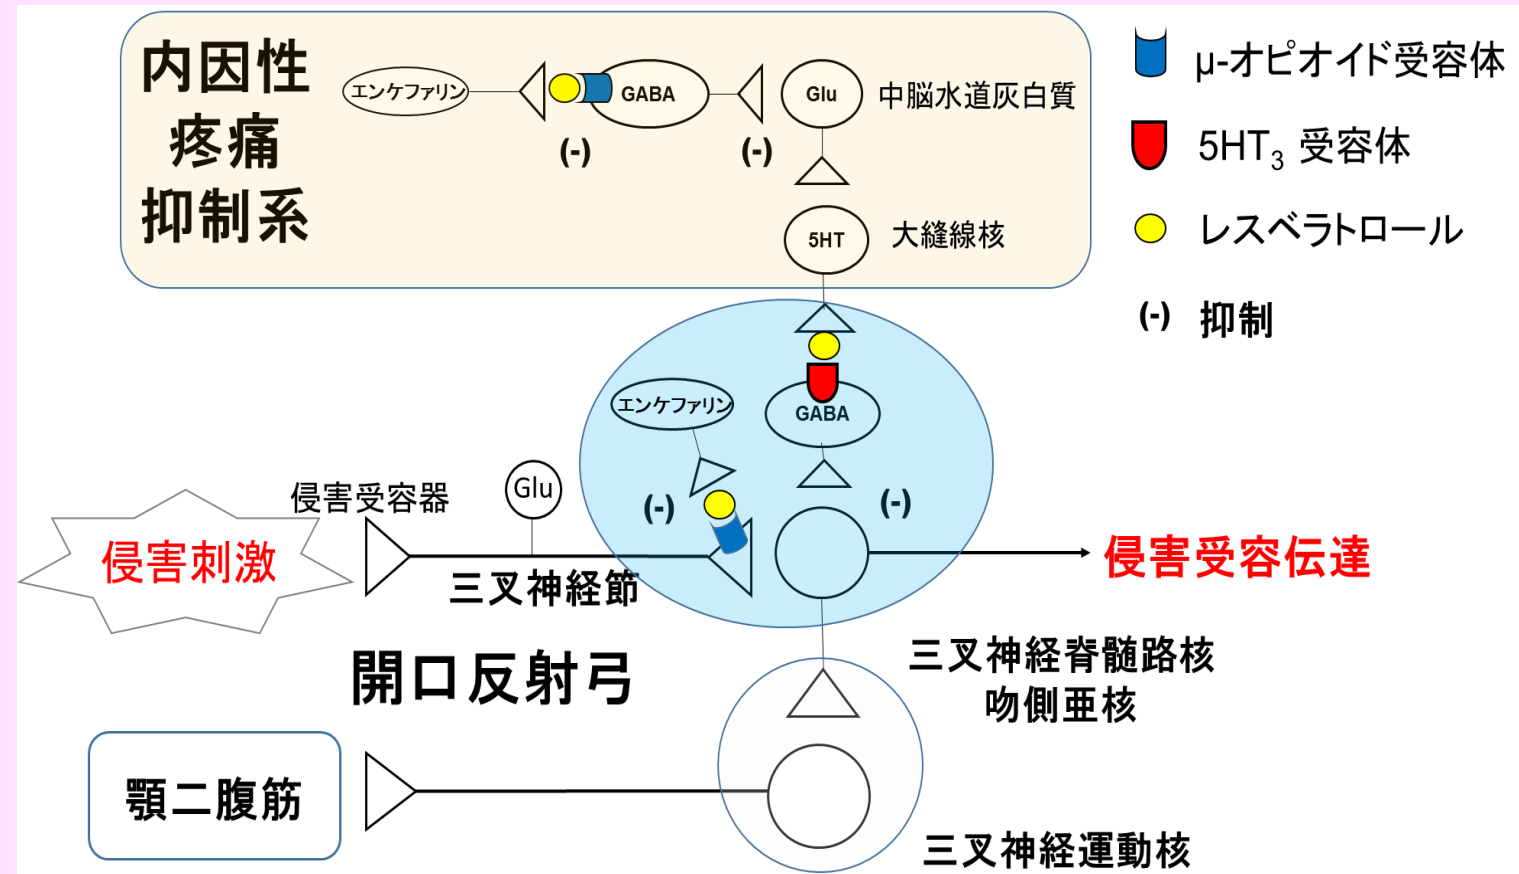 内因性
疼痛
抑制系
エンケファリン
GABA
Glu
中脳水道灰白質
(-)
(-)
5HT
大縫線核
μ-オピオイド受容体
5HT3 受容体
レスベラトロール
(-) 抑制
エンケファリン
GABA
侵害受容器
Glu
(-)
(-)
侵害刺激
三叉神経節
侵害受容伝達
開口反射弓
三叉神経脊髄路核
吻側亜核
顎二腹筋
三叉神経運動核